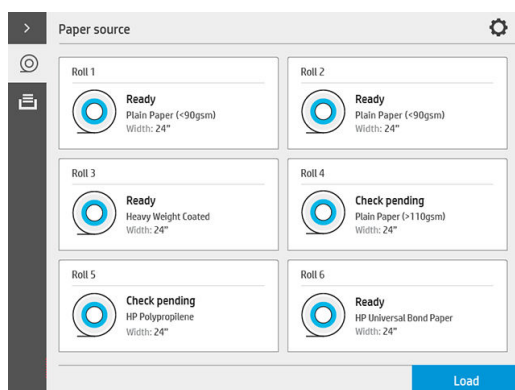 Paper source
Roll 1
Ready
Plain Paper (<90gsm)
Width: 24"
Roll 2
Ready
Plain Paper (<90gsm)
Width: 24"
Roll 3
Ready
Heavy Weight Coated
Width: 24"
Roll 4
Check pending
Plain Paper (>110gsm)
Width: 24"
Roll 5
Check pending
HP Polypropilene
Width: 24"
Roll 6
Ready
HP Universal Bond Paper
Width: 24"
Load